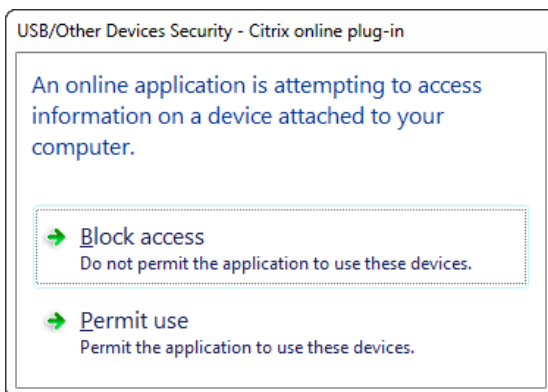 USB/Other Devices Security - Citrix online plug-in
An online application is attempting to access
information on a device attached to your
computer.
Block access
Do not permit the application to use these devices.
Permit use
Permit the application to use these devices.